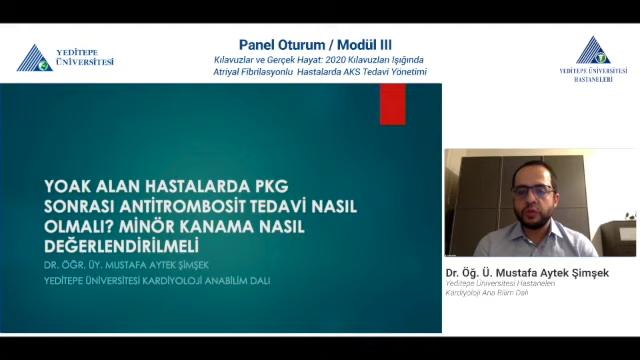 YEDİTEPE
ÜNİVERSİTESİ
Panel Oturum / Modül III
Kılavuzlar ve Gerçek Hayat: 2020 Kılavuzları Işığında
Atriyal Fibrilasyonlu Hastalarda AKS Tedavi Yönetimi
YEDİTEPE ÜNİVERSİTESİ
HASTANELERİ
YOAK ALAN HASTALARDA PKG
SONRASI ANTİTROMBOSİT TEDAVİ NASIL
OLMALI? MİNÖR KANAMA NASIL
DEĞERLENDİRİLMELİ
DR. ÖĞR. ÜY. MUSTAFA AYTEK ŞİMŞEK
YEDİTEPE ÜNİVERSİTESİ KARDİYOLOJİ ANABİLİM DALI
Dr. Öğ. Ü. Mustafa Aytek Şimşek
Yeditepe Üniversitesi Hastaneleri
Kardiyoloji Ana Bilim Dalı